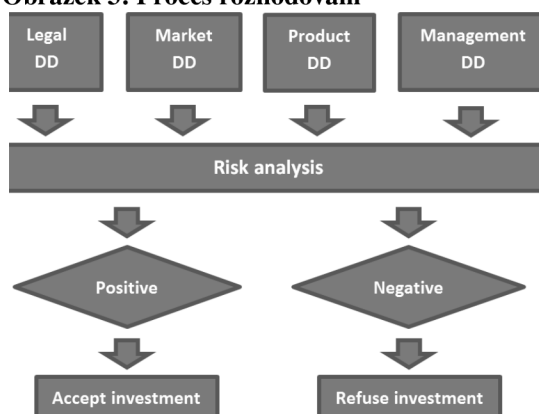 Obrázek 3: Proces rozhodování
Legal
DD
Market
DD
Product
DD
Management
DD
Risk analysis
Positive
Negative
Accept investment
Refuse investment